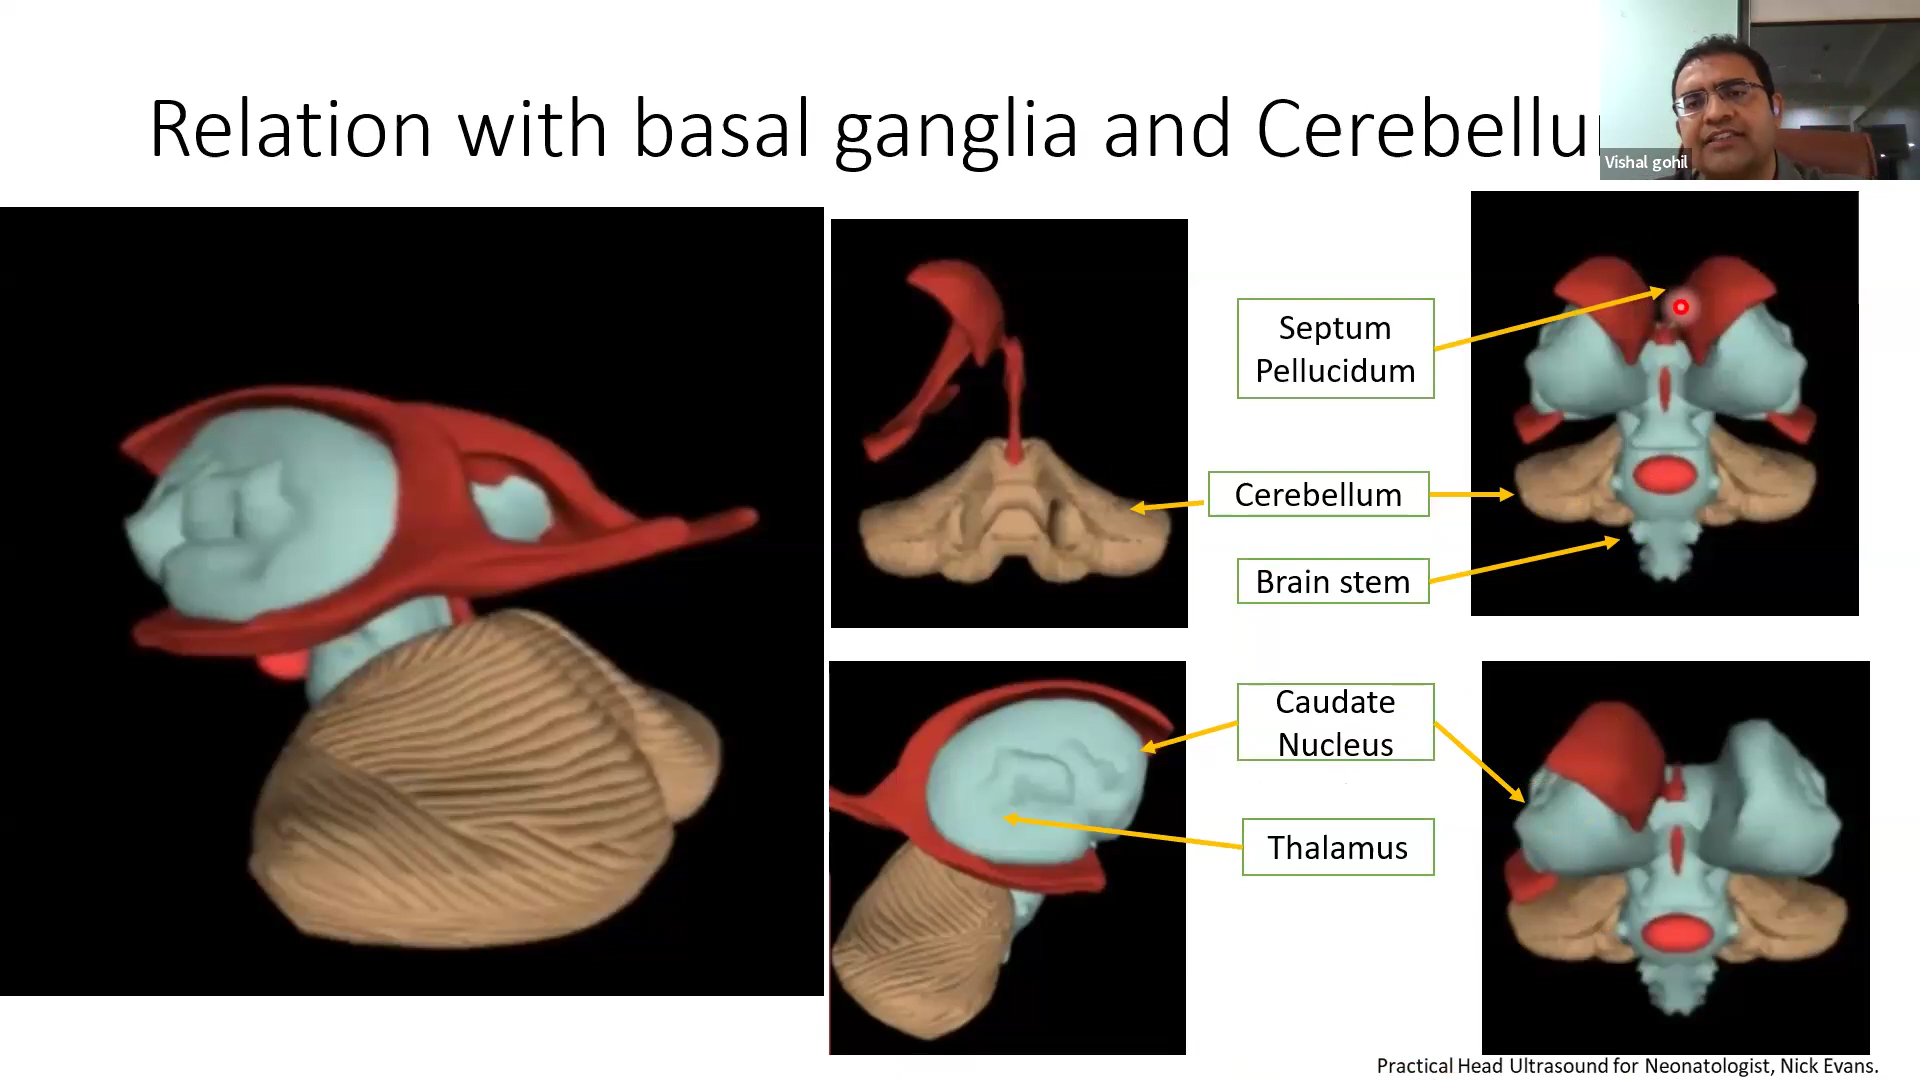 Relation with basal ganglia and Cerebellu
Vishal gohil
Septum
Pellucidum
Cerebellum
Brain stem
Caudate
Nucleus
Thalamus
Practical Head Ultrasound for Neonatologist, Nick Evans.